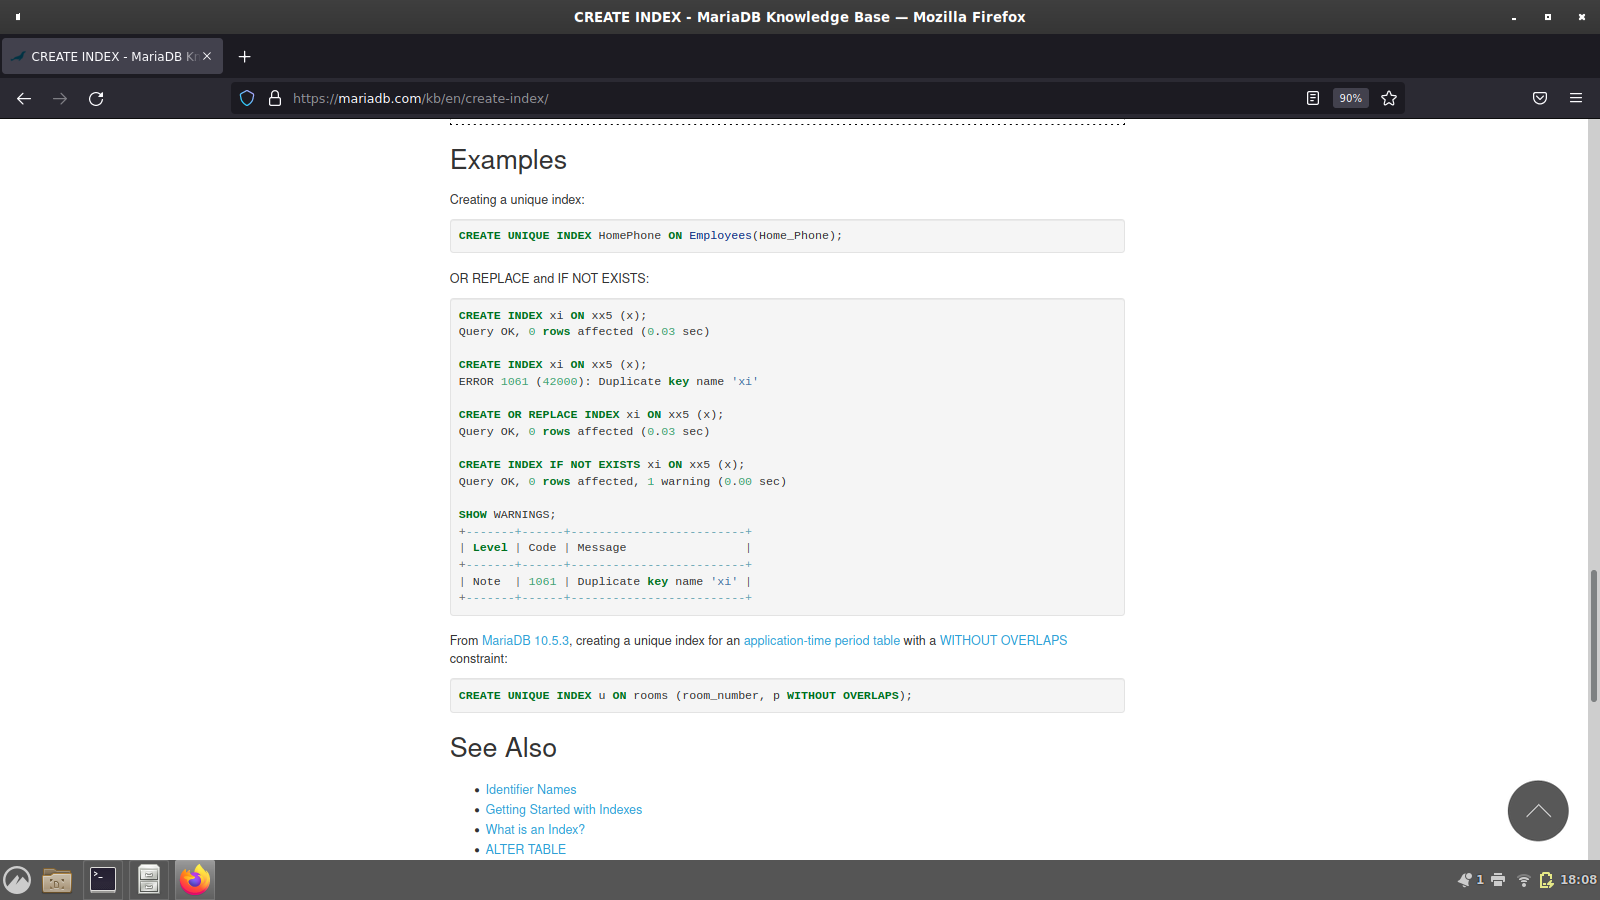 CREATE INDEX - MariaDB Knowledge Base — Mozilla Firefox
CREATE INDEX - MariaDB Kn
https://mariadb.com/kb/en/create-index/
90%
Examples
Creating a unique index:
CREATE UNIQUE INDEX HomePhone ON Employees(Home_Phone);
OR REPLACE and IF NOT EXISTS:
CREATE INDEX xi ON xx5 (x);
Query OK, 0 rows affected (0.03 sec)
CREATE INDEX xi ON xx5 (x);
ERROR 1061 (42000): Duplicate key name 'xi'
CREATE OR REPLACE INDEX xi ON xx5 (x);
Query OK, 0 rows affected (0.03 sec)
CREATE INDEX IF NOT EXISTS xi ON xx5 (x);
Query OK, 0 rows affected, 1 warning (0.00 sec)
SHOW WARNINGS;
+-------+------+-------------------------+
| Level | Code | Message                 |
+-------+------+-------------------------+
| Note  | 1061 | Duplicate key name 'xi' |
+-------+------+-------------------------+
From MariaDB 10.5.3, creating a unique index for an application-time period table with a WITHOUT OVERLAPS
constraint:
CREATE UNIQUE INDEX u ON rooms (room_number, p WITHOUT OVERLAPS);
See Also
• Identifier Names
• Getting Started with Indexes
• What is an Index?
• ALTER TABLE
1
18:08